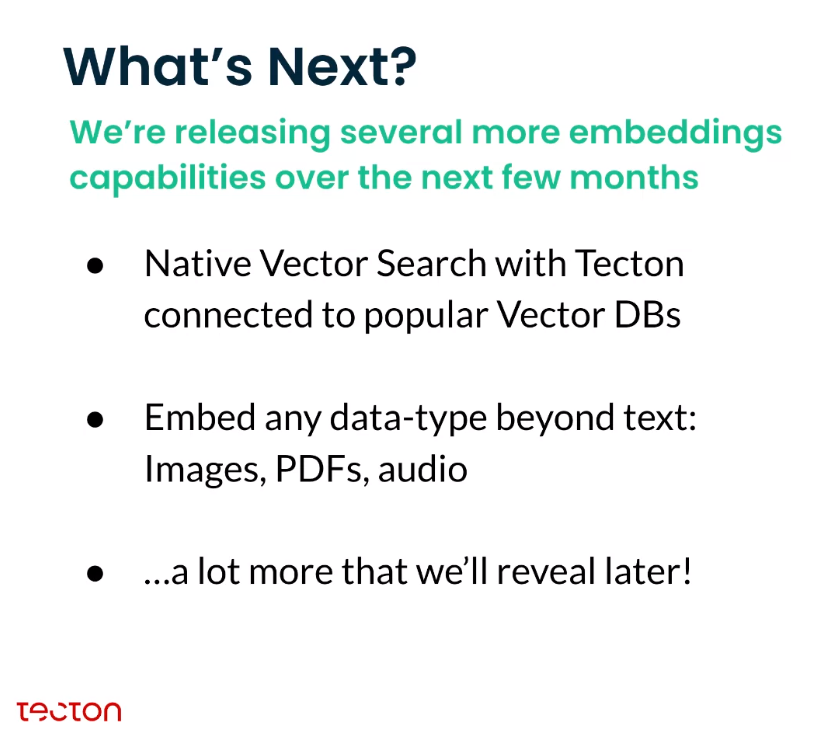 What's Next?
We're releasing several more embeddings
capabilities over the next few months
● Native Vector Search with Tecton
connected to popular Vector DBs
● Embed any data-type beyond text:
Images, PDFs, audio
● ...a lot more that we'll reveal later!
tecton